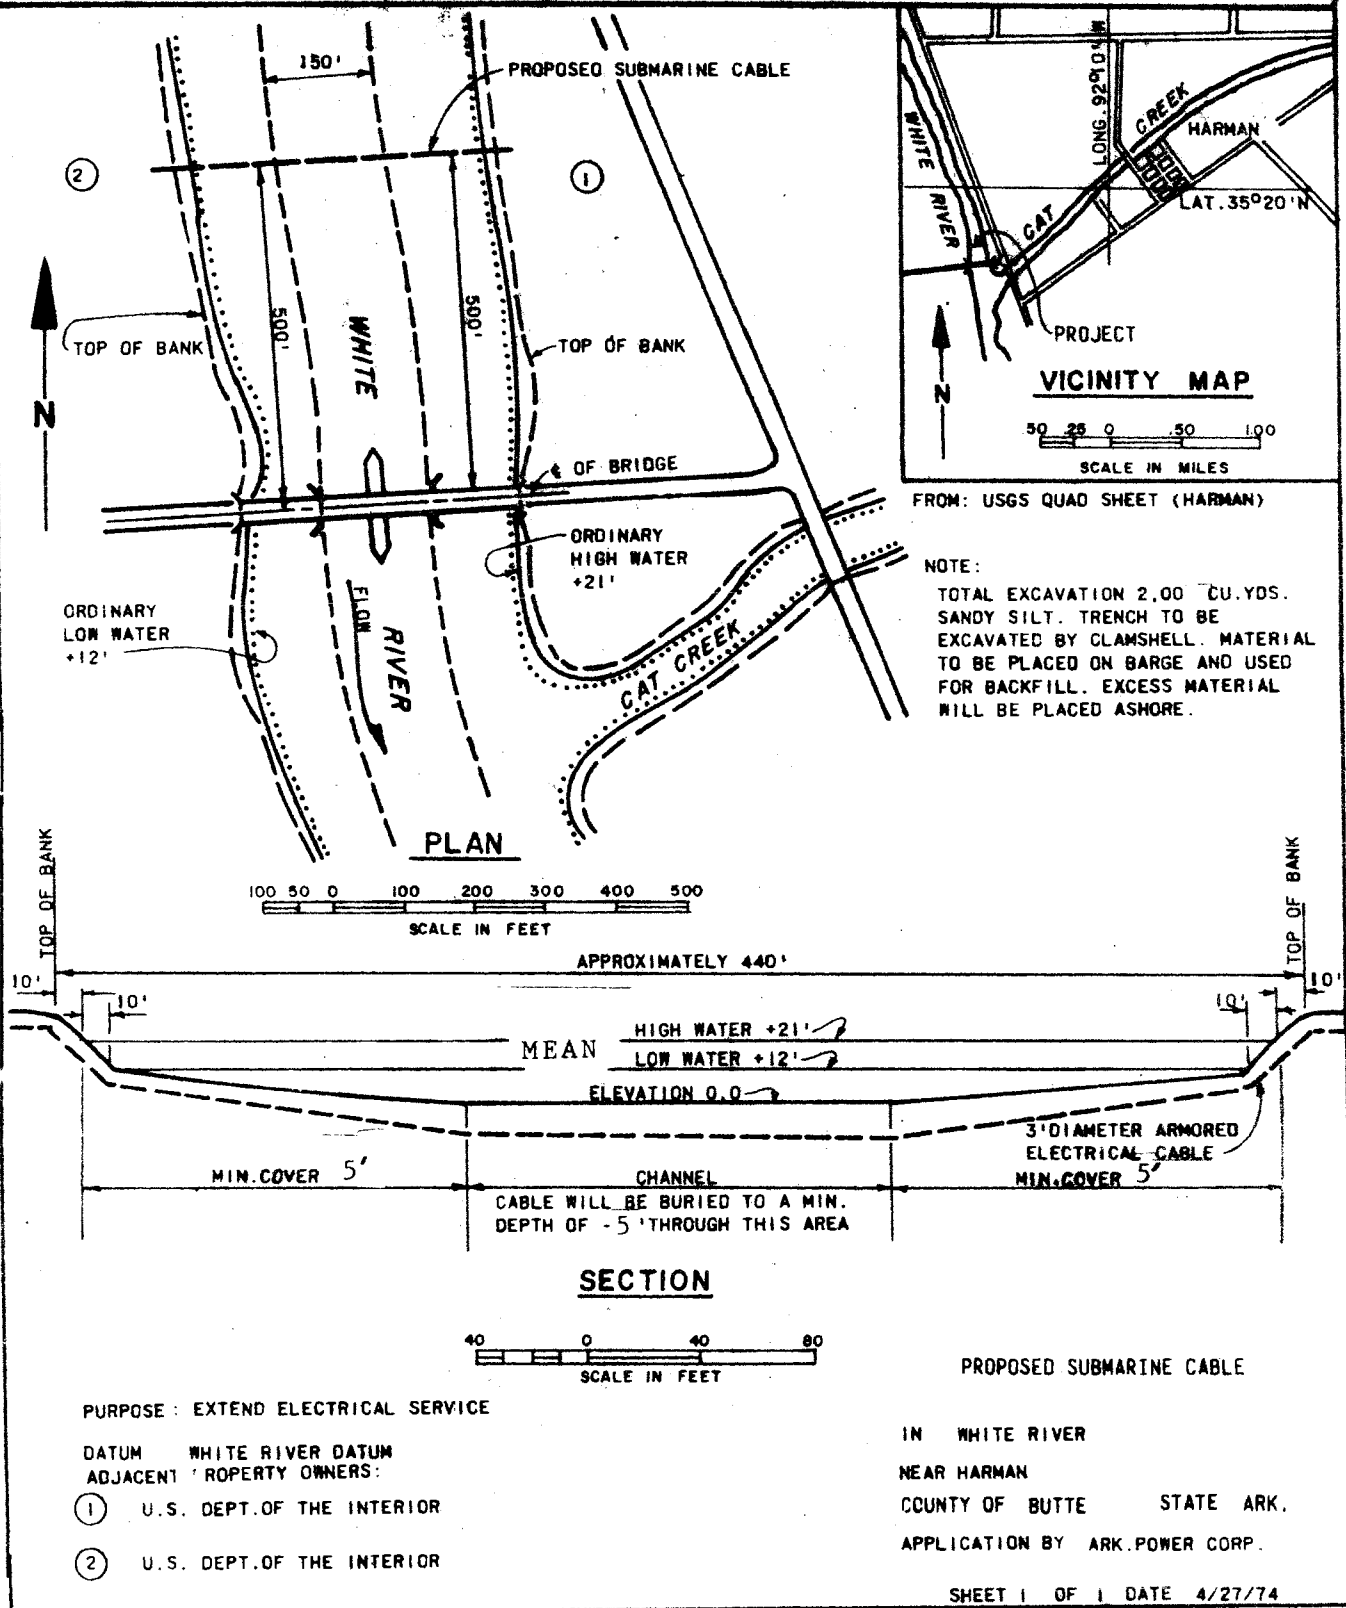 150'
PROPOSED SUBMARINE CABLE
2
1
500'
500'
TOP OF BANK
WHITE
TOP OF BANK
N
℄ OF BRIDGE
ORDINARY
HIGH WATER
+21'
ORDINARY
LOW WATER
+12'
FLOW
RIVER
CAT CREEK
PLAN
100 50 0 100 200 300 400 500
SCALE IN FEET
LONG. 92°10'W
CREEK
HARMAN
WHITE
RIVER
CAT
LAT. 35°20'N
PROJECT
N
VICINITY MAP
.50 .25 0 .50 1.00
SCALE IN MILES
FROM: USGS QUAD SHEET (HARMAN)
NOTE:
TOTAL EXCAVATION CU.YDS.
SANDY SILT. TRENCH TO BE
EXCAVATED BY CLAMSHELL. MATERIAL
TO BE PLACED ON BARGE AND USED
FOR BACKFILL. EXCESS MATERIAL
WILL BE PLACED ASHORE.
TOP OF BANK
TOP OF BANK
APPROXIMATELY 440'
10'
10'
10'
10'
HIGH WATER +21'
MEAN
LOW WATER +12'
ELEVATION 0.0
3' DIAMETER ARMORED
ELECTRICAL CABLE
MIN. COVER 5'
CHANNEL
MIN. COVER 5'
CABLE WILL BE BURIED TO A MIN.
DEPTH OF -5' THROUGH THIS AREA
SECTION
40 0 40 80
SCALE IN FEET
PURPOSE: EXTEND ELECTRICAL SERVICE
DATUM WHITE RIVER DATUM
ADJACENT ROPERTY OWNERS:
1 U.S. DEPT. OF THE INTERIOR
2 U.S. DEPT. OF THE INTERIOR
PROPOSED SUBMARINE CABLE
IN WHITE RIVER
NEAR HARMAN
COUNTY OF BUTTE STATE ARK.
APPLICATION BY ARK. POWER CORP.
SHEET 1 OF 1 DATE 4/27/74